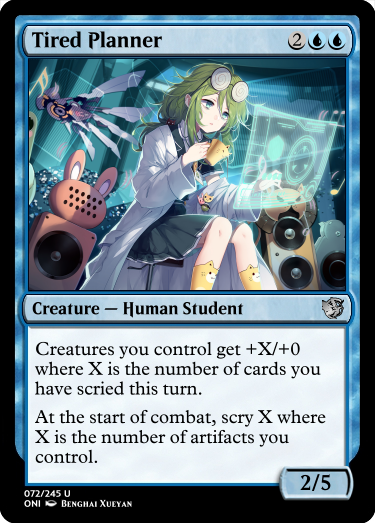 Tired Planner 2
Creature — Human Student
Creatures you control get +X/+0
where X is the number of cards you
have scried this turn.
At the start of combat, scry X where
X is the number of artifacts you
control.
2/5
072/245 U
ONI Benghai Xueyan